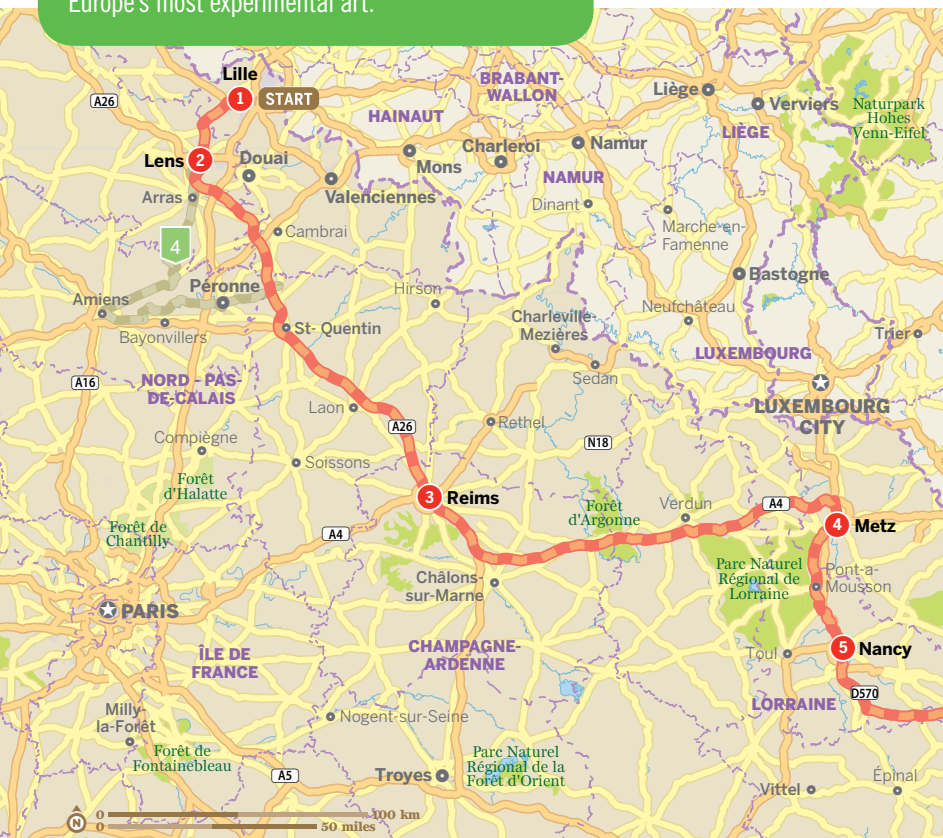 Europe's most experimental art.
Lille
1
START
A26
BRABANT-
WALLON
Liège
Verviers
Naturpark
Hohes
Venn-Eifel
HAINAUT
LIÈGE
Lens
2
Douai
Mons
Charleroi
Namur
NAMUR
Arras
Valenciennes
Dinant
Cambrai
Marche-en-
Famenne
4
Péronne
Hirson
Bastogne
Amiens
Bayonvillers
St-Quentin
Charleville-
Mezières
Neufchâteau
Trier
LUXEMBOURG
A16
NORD - PAS-
DE-CALAIS
Sedan
LUXEMBOURG
CITY
Laon
A26
Rethel
N18
Compiègne
Soissons
Forêt
d'Halatte
3
Reims
Forêt
d'Argonne
Verdun
A4
4
Metz
Forêt de
Chantilly
A4
Châlons-
sur-Marne
Parc Naturel
Régional de
Lorraine
Pont-a-
Mousson
PARIS
ÎLE DE
FRANCE
CHAMPAGNE-
ARDENNE
Toul
5
Nancy
D570
LORRAINE
Milly-
la-Forêt
Nogent-sur-Seine
Forêt de
Fontainebleau
A5
Troyes
Parc Naturel
Régional de la
Forêt d'Orient
Vittel
Épinal
N
0
100 km
0
50 miles